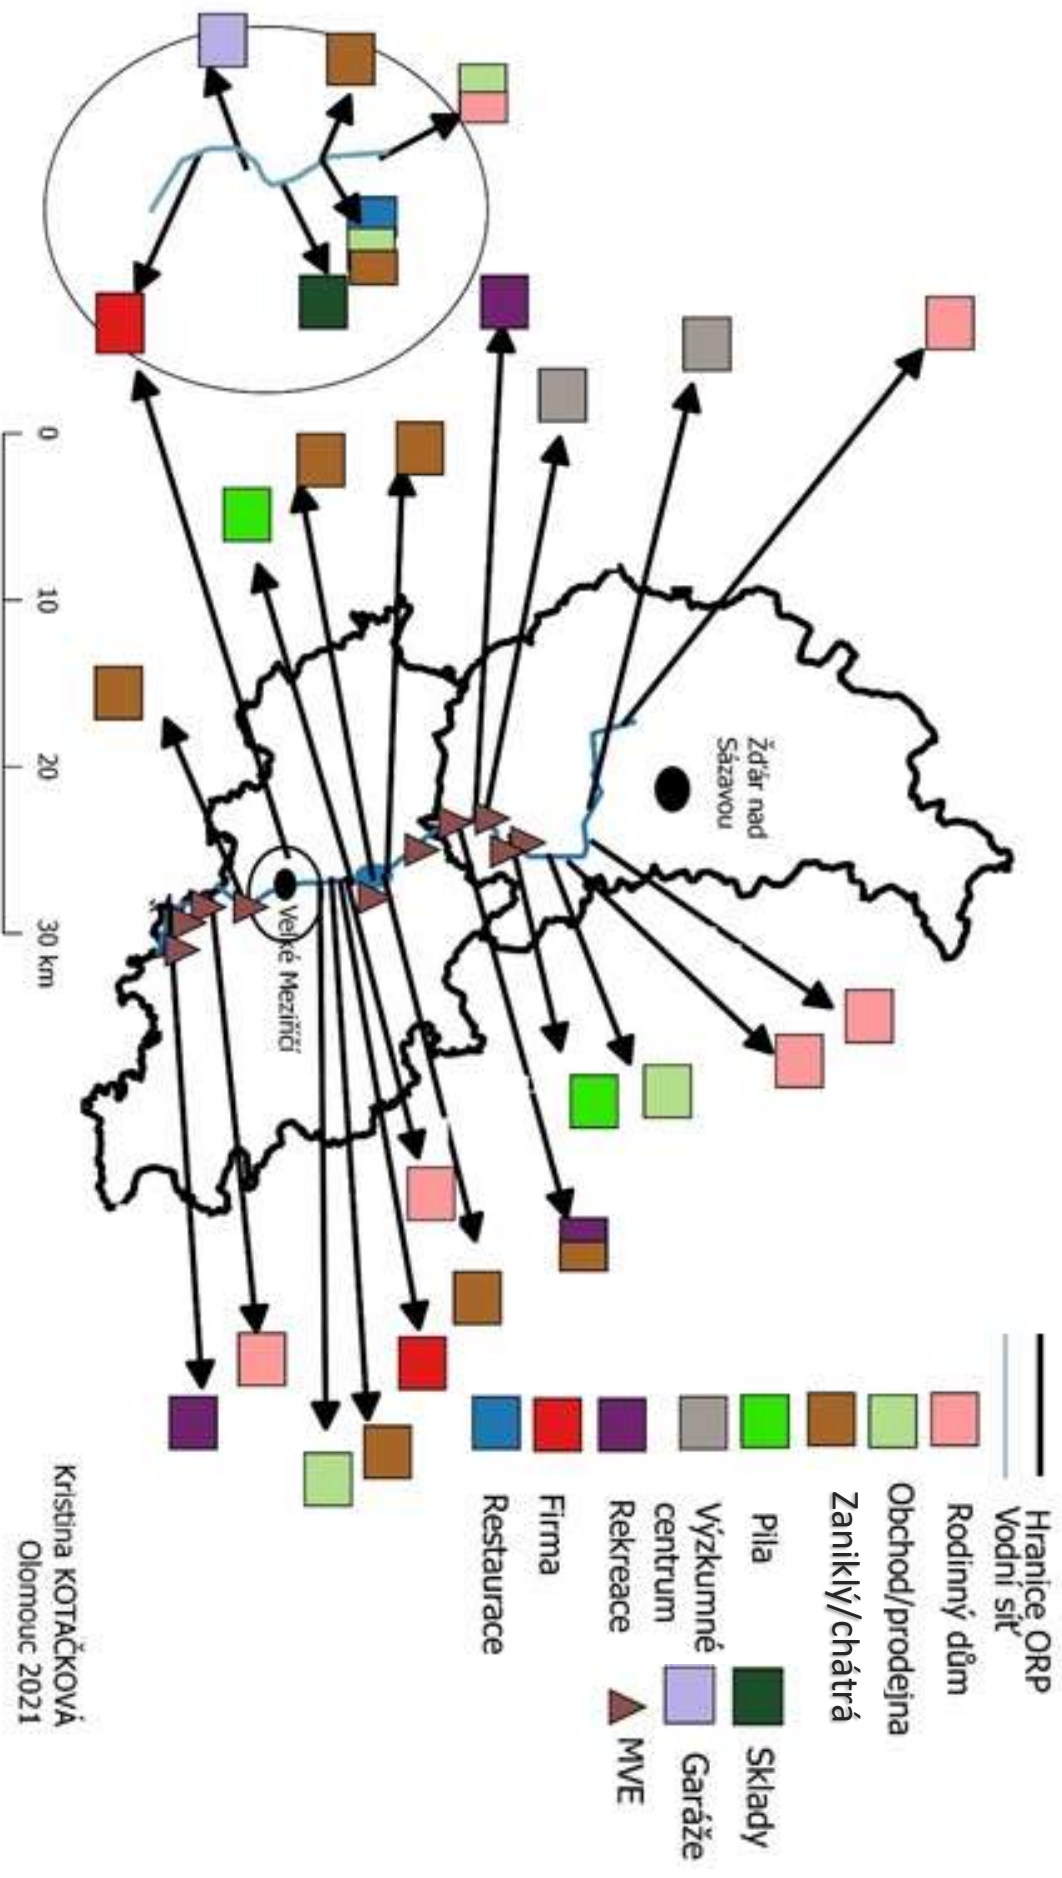 Hranice ORP
Vodní síť
Rodinný dům
Obchod/prodejna
Zaniklý/chátrá
Pila
Výzkumné
centrum
Rekreace
Firma
Restaurace
Sklady
Garáže
MVE
Žďár nad
Sázavou
Velké Meziříčí
0 10 20 30 km
Kristina KOTAČKOVÁ
Olomouc 2021